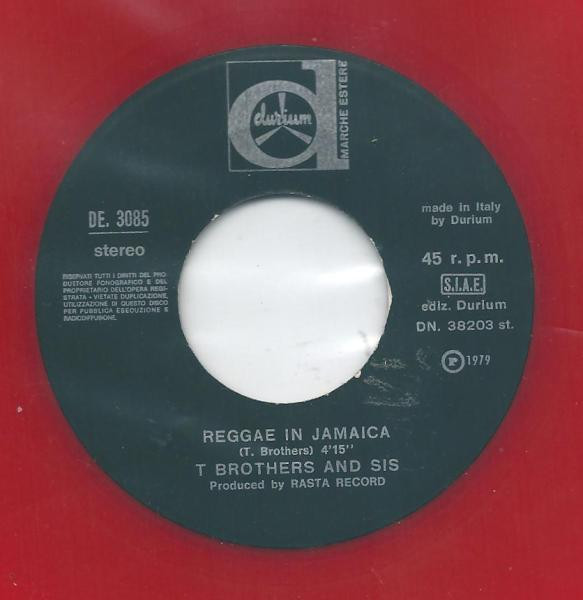 durium
MARCHE ESTERE
DE. 3085
stereo
RISERVATI TUTTI I DIRITTI DEL PRO-
DUTTORE FONOGRAFICO E DEL
PROPRIETARIO DELL'OPERA REGI-
STRATA - VIETATE DUPLICAZIONE,
UTILIZZAZIONE DI QUESTO DISCO
PER PUBBLICA ESECUZIONE E
RADIODIFFUSIONE.
made in Italy
by Durium
45 r.p.m.
S.I.A.E.
ediz. Durium
DN. 38203 st.
Ⓟ 1979
REGGAE IN JAMAICA
(T. Brothers) 4'15"
T BROTHERS AND SIS
Produced by RASTA RECORD